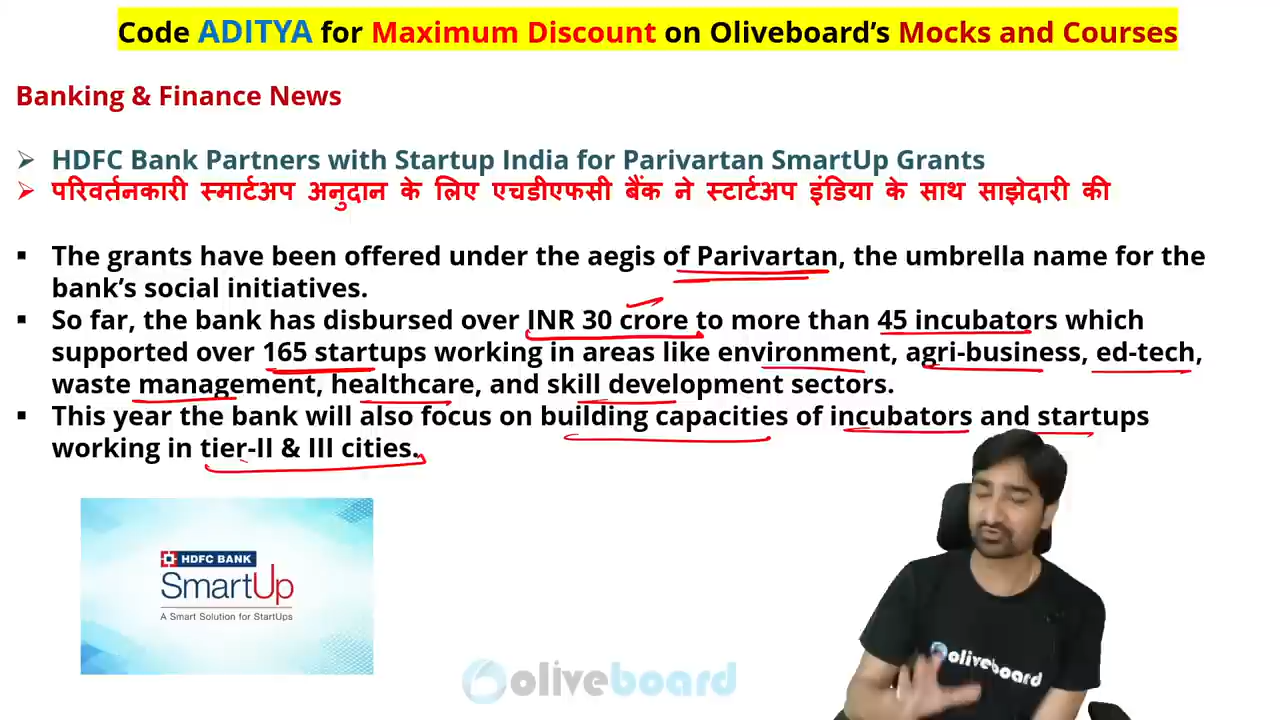 Code ADITYA for Maximum Discount on Oliveboard’s Mocks and Courses
Banking & Finance News
➢ HDFC Bank Partners with Startup India for Parivartan SmartUp Grants
➢ परिवर्तनकारी स्मार्टअप अनुदान के लिए एचडीएफसी बैंक ने स्टार्टअप इंडिया के साथ साझेदारी की
▪ The grants have been offered under the aegis of Parivartan, the umbrella name for the
bank’s social initiatives.
▪ So far, the bank has disbursed over INR 30 crore to more than 45 incubators which
supported over 165 startups working in areas like environment, agri-business, ed-tech,
waste management, healthcare, and skill development sectors.
▪ This year the bank will also focus on building capacities of incubators and startups
working in tier-II & III cities.
HDFC BANK
SmartUp
A Smart Solution for StartUps
oliveboard
oliveboard